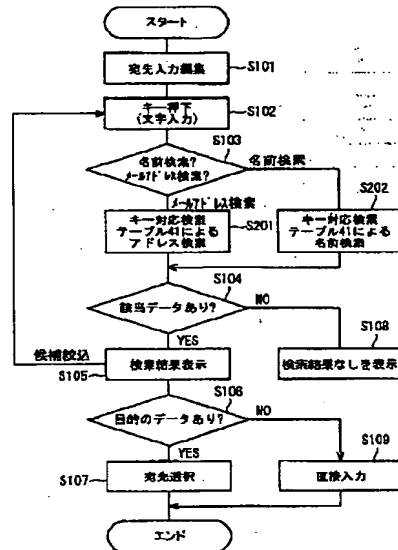 スタート
宛先入力編集
S101
キー押下
(文字入力)
S102
S103
名前検索?
メールアドレス検索?
名前検索
メールアドレス検索
S202
キー対応検索
テーブル41による
アドレス検索
S201
キー対応検索
テーブル41による
名前検索
S104
該当データあり?
NO
YES
S108
候補絞込
検索結果表示
検索結果なしを表示
S105
S106
目的のデータあり?
NO
YES
S109
S107
宛先選択
直接入力
エンド